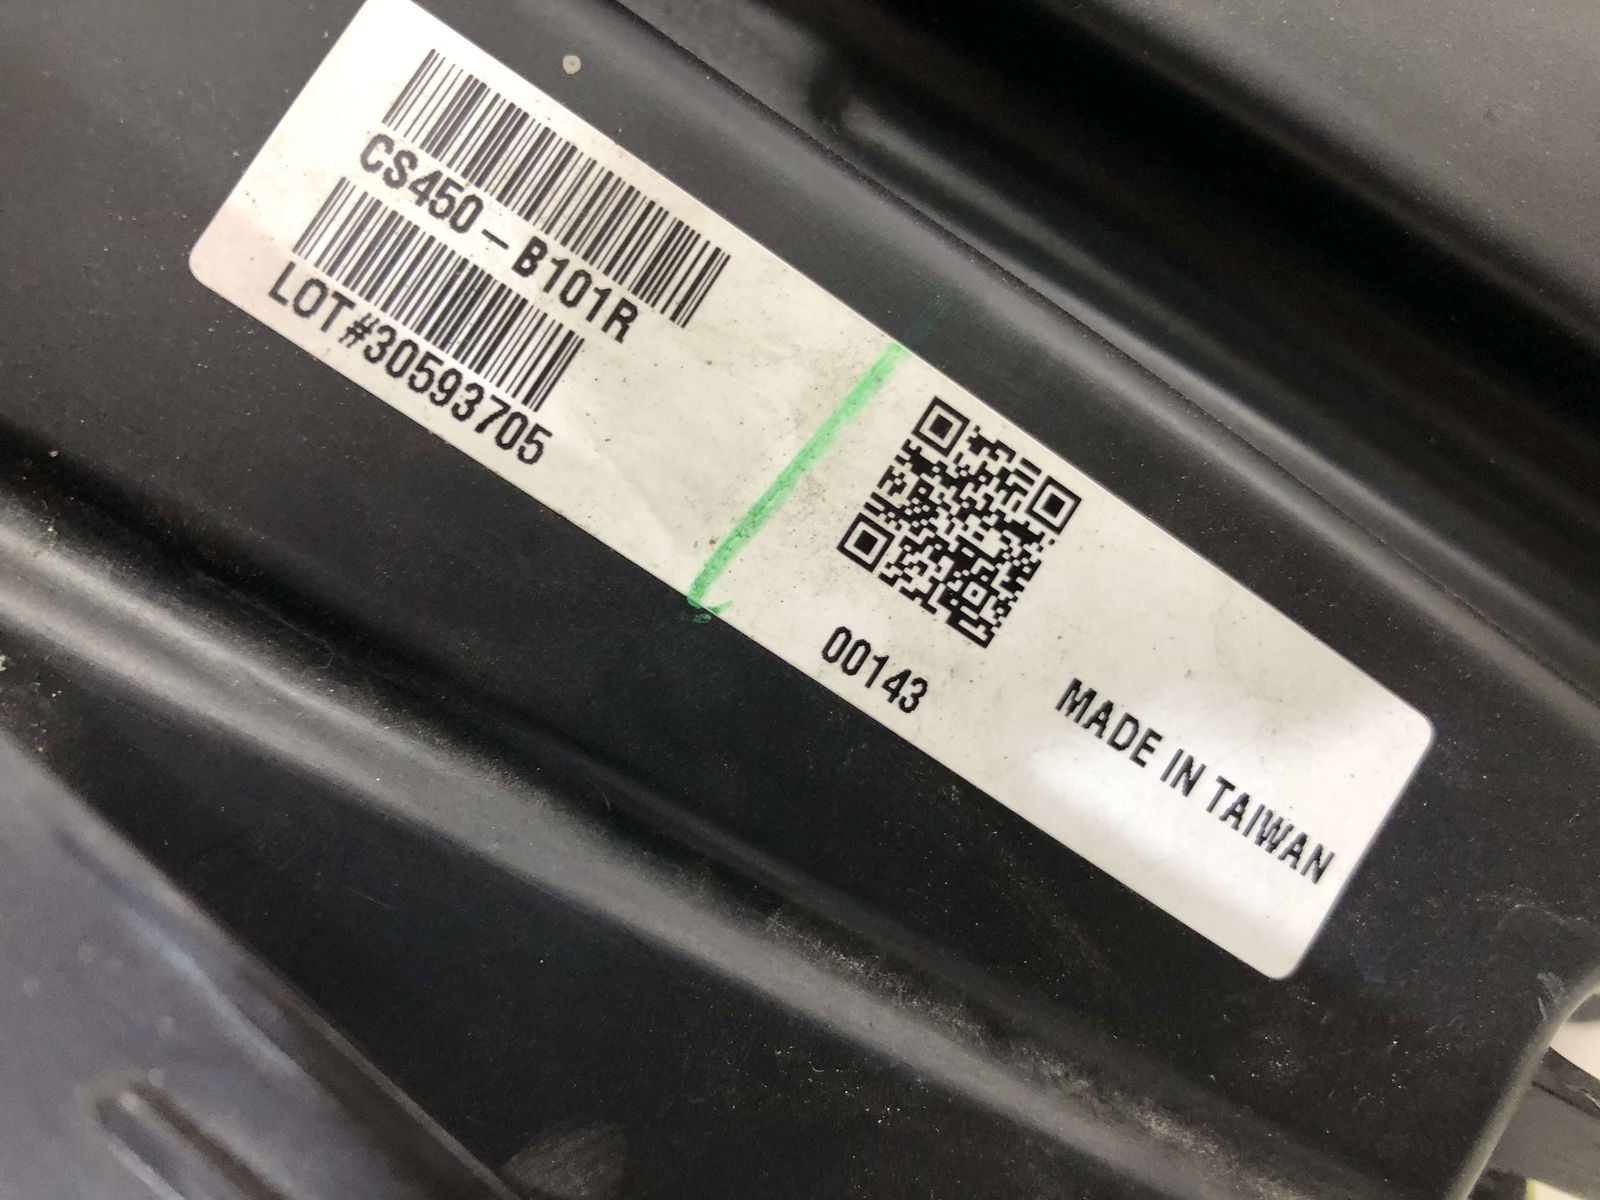 CS450-B101R
LOT#30593705
00143
MADE IN TAIWAN